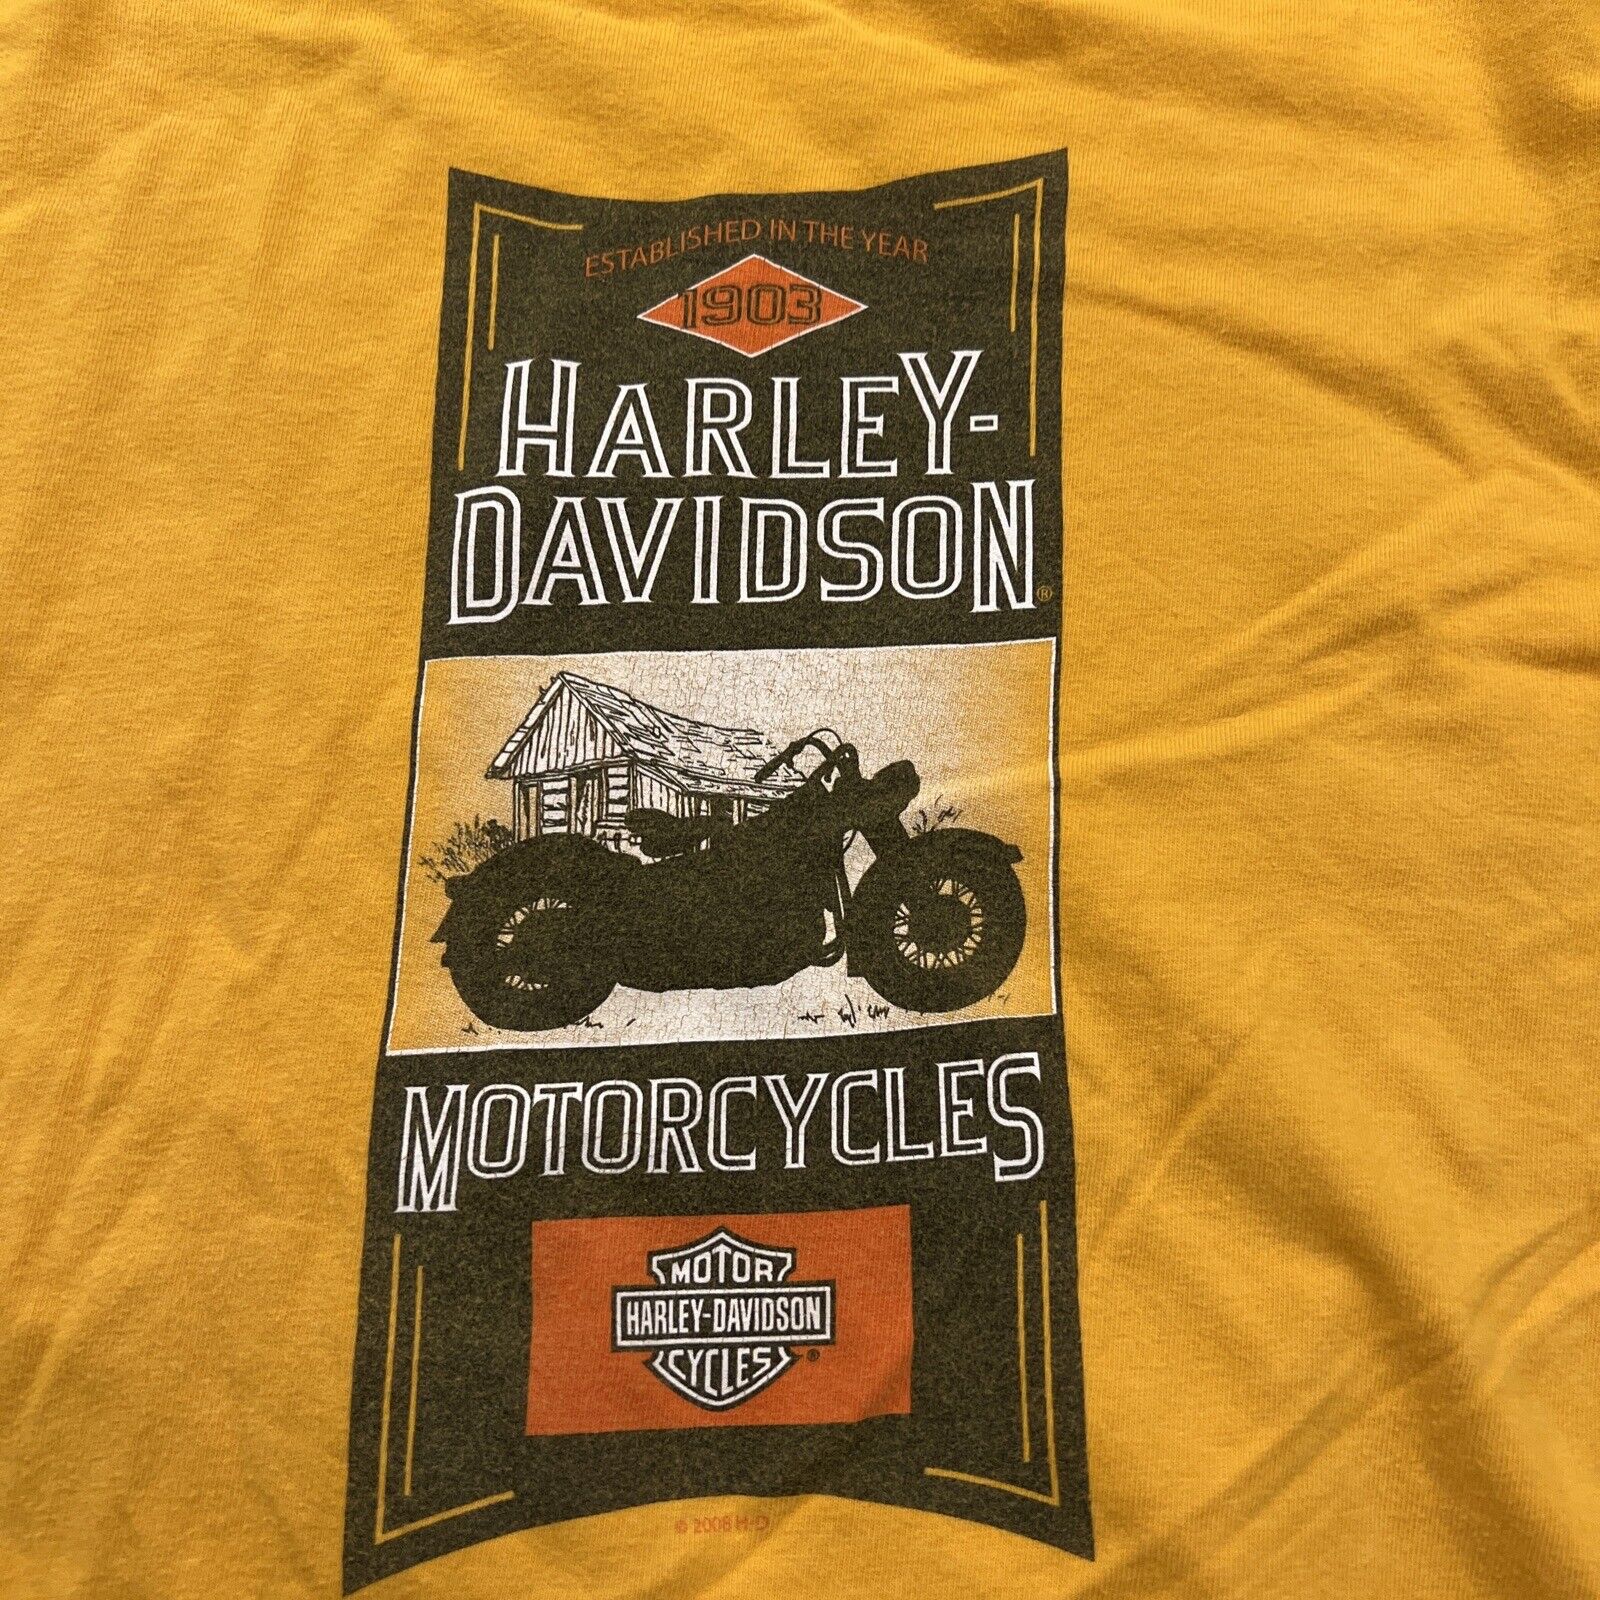 ESTABLISHED IN THE YEAR
1903
HARLEY-
DAVIDSON®
MOTORCYCLES
MOTOR
HARLEY-DAVIDSON
CYCLES®
© 2008 H-D